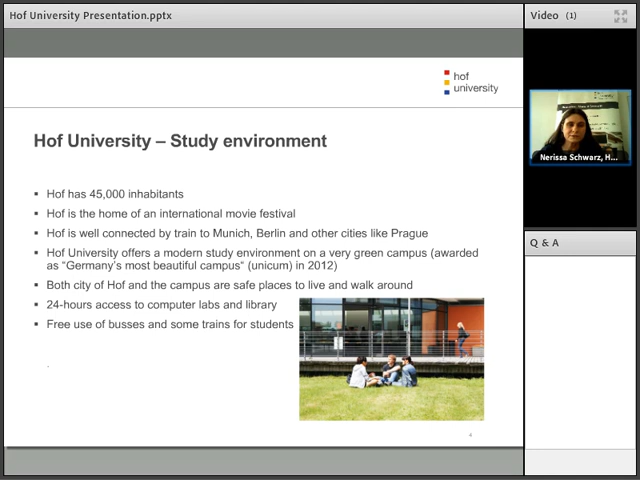 Hof University Presentation.pptx
Video (1)
hof
university
Hof University – Study environment
Nerissa Schwarz, H...
▪ Hof has 45,000 inhabitants
▪ Hof is the home of an international movie festival
▪ Hof is well connected by train to Munich, Berlin and other cities like Prague
▪ Hof University offers a modern study environment on a very green campus (awarded
as "Germany's most beautiful campus" (unicum) in 2012)
▪ Both city of Hof and the campus are safe places to live and walk around
▪ 24-hours access to computer labs and library
▪ Free use of busses and some trains for students
Q & A